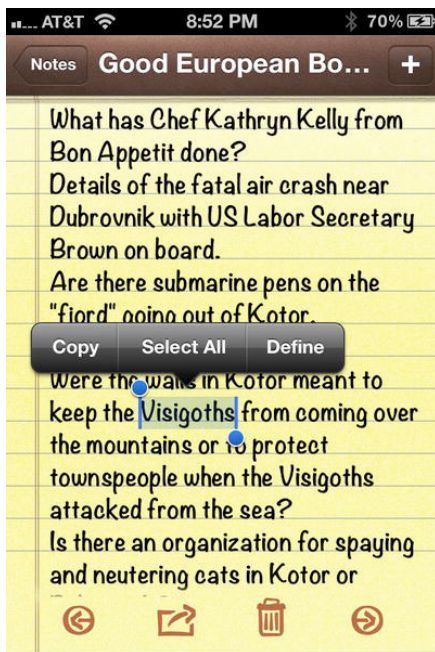 AT&T 8:52 PM 70%
Notes Good European Bo... +
What has Chef Kathryn Kelly from
Bon Appetit done?
Details of the fatal air crash near
Dubrovnik with US Labor Secretary
Brown on board.
Are there submarine pens on the
"fjord" going out of Kotor.
Copy Select All Define
Were the walls in Kotor meant to
keep the Visigoths from coming over
the mountains or to protect
townspeople when the Visigoths
attacked from the sea?
Is there an organization for spaying
and neutering cats in Kotor or